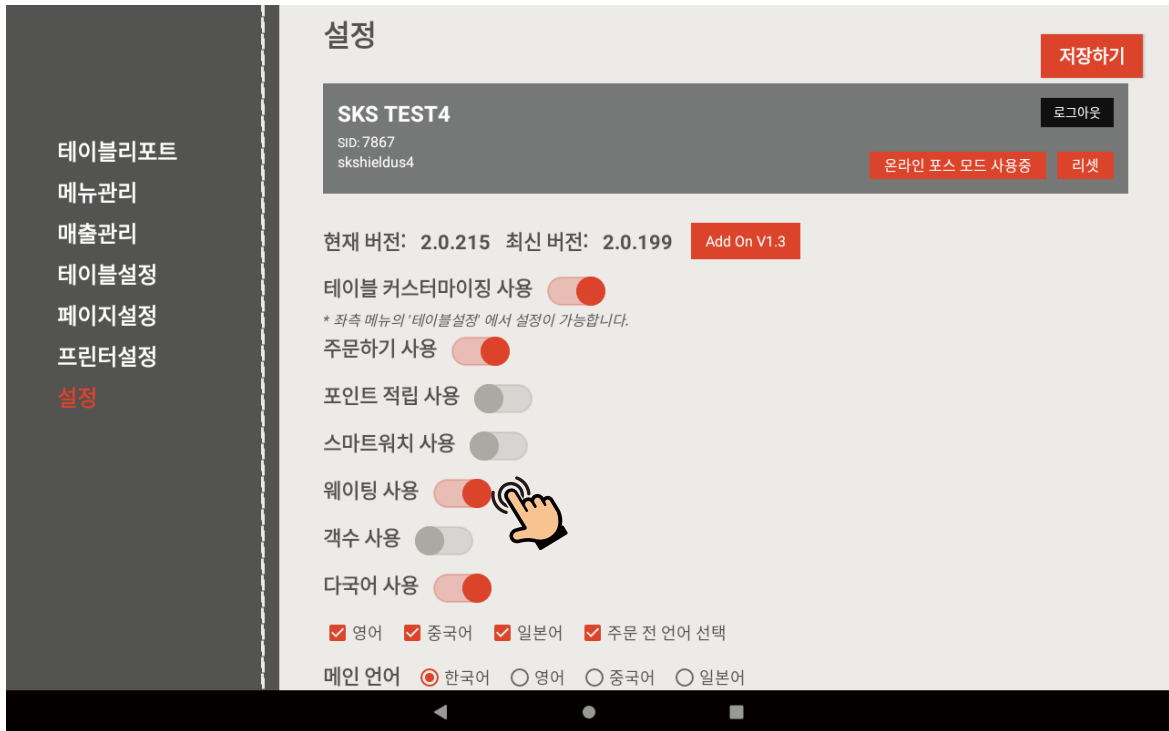 설정
저장하기
SKS TEST4
로그아웃
SID: 7867
skshieldus4
온라인 포스 모드 사용중
리셋
테이블리포트
메뉴관리
매출관리
테이블설정
페이지설정
프린터설정
설정
현재 버전: 2.0.215 최신 버전: 2.0.199 Add On V1.3
테이블 커스터마이징 사용
* 좌측 메뉴의 '테이블설정' 에서 설정이 가능합니다.
주문하기 사용
포인트 적립 사용
스마트워치 사용
웨이팅 사용
객수 사용
다국어 사용
영어 중국어 일본어 주문 전 언어 선택
메인 언어 한국어 영어 중국어 일본어